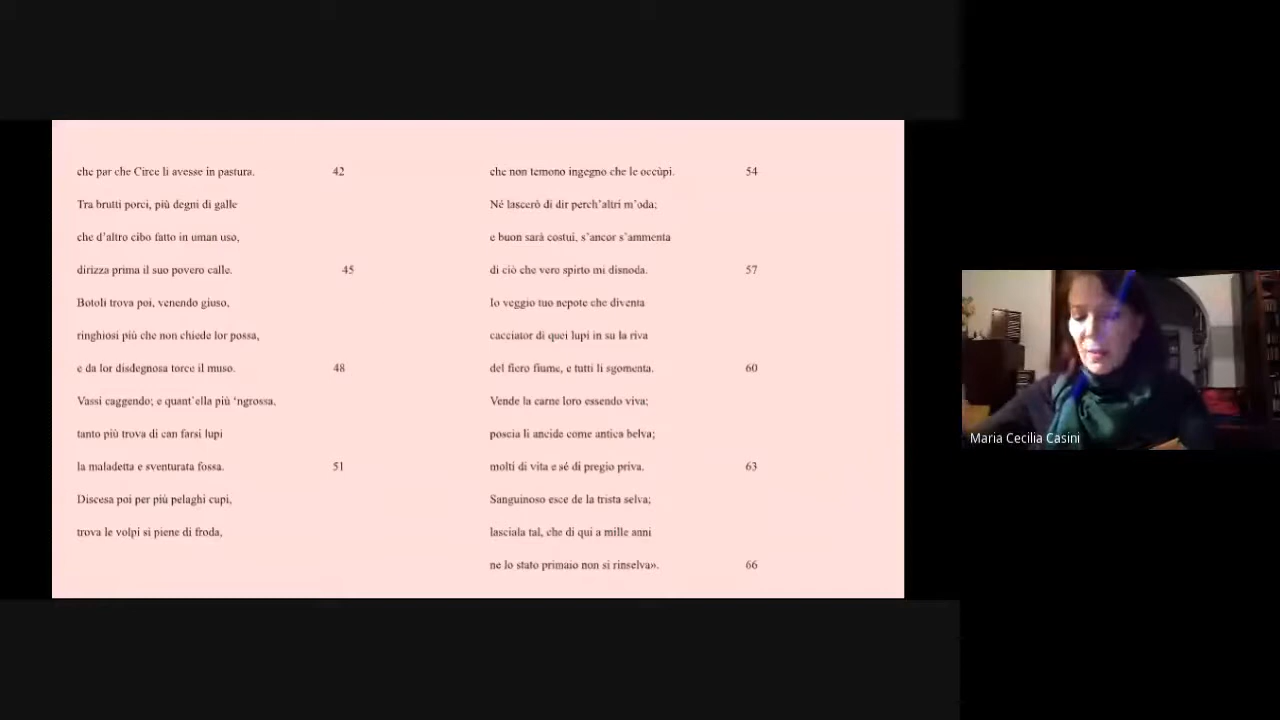 che par che Circe li avesse in pastura. 42
Tra brutti porci, più degni di galle
che d'altro cibo fatto in uman uso,
dirizza prima il suo povero calle. 45
Botoli trova poi, venendo giuso,
ringhiosi più che non chiede lor possa,
e da lor disdegnosa torce il muso. 48
Vassi caggendo; e quant'ella più 'ngrossa,
tanto più trova di can farsi lupi
la maladetta e sventurata fossa. 51
Discesa poi per più pelaghi cupi,
trova le volpi sì piene di froda,
che non temono ingegno che le occùpi. 54
Né lascerò di dir perch'altri m'oda;
e buon sarà costui, s'ancor s'ammenta
di ciò che vero spirto mi disnoda. 57
Io veggio tuo nepote che diventa
cacciator di quei lupi in su la riva
del fiero fiume, e tutti li sgomenta. 60
Vende la carne loro essendo viva;
poscia li ancide come antica belva;
molti di vita e sé di pregio priva. 63
Sanguinoso esce de la trista selva;
lasciala tal, che di qui a mille anni
ne lo stato primaio non si rinselva». 66
Maria Cecilia Casini